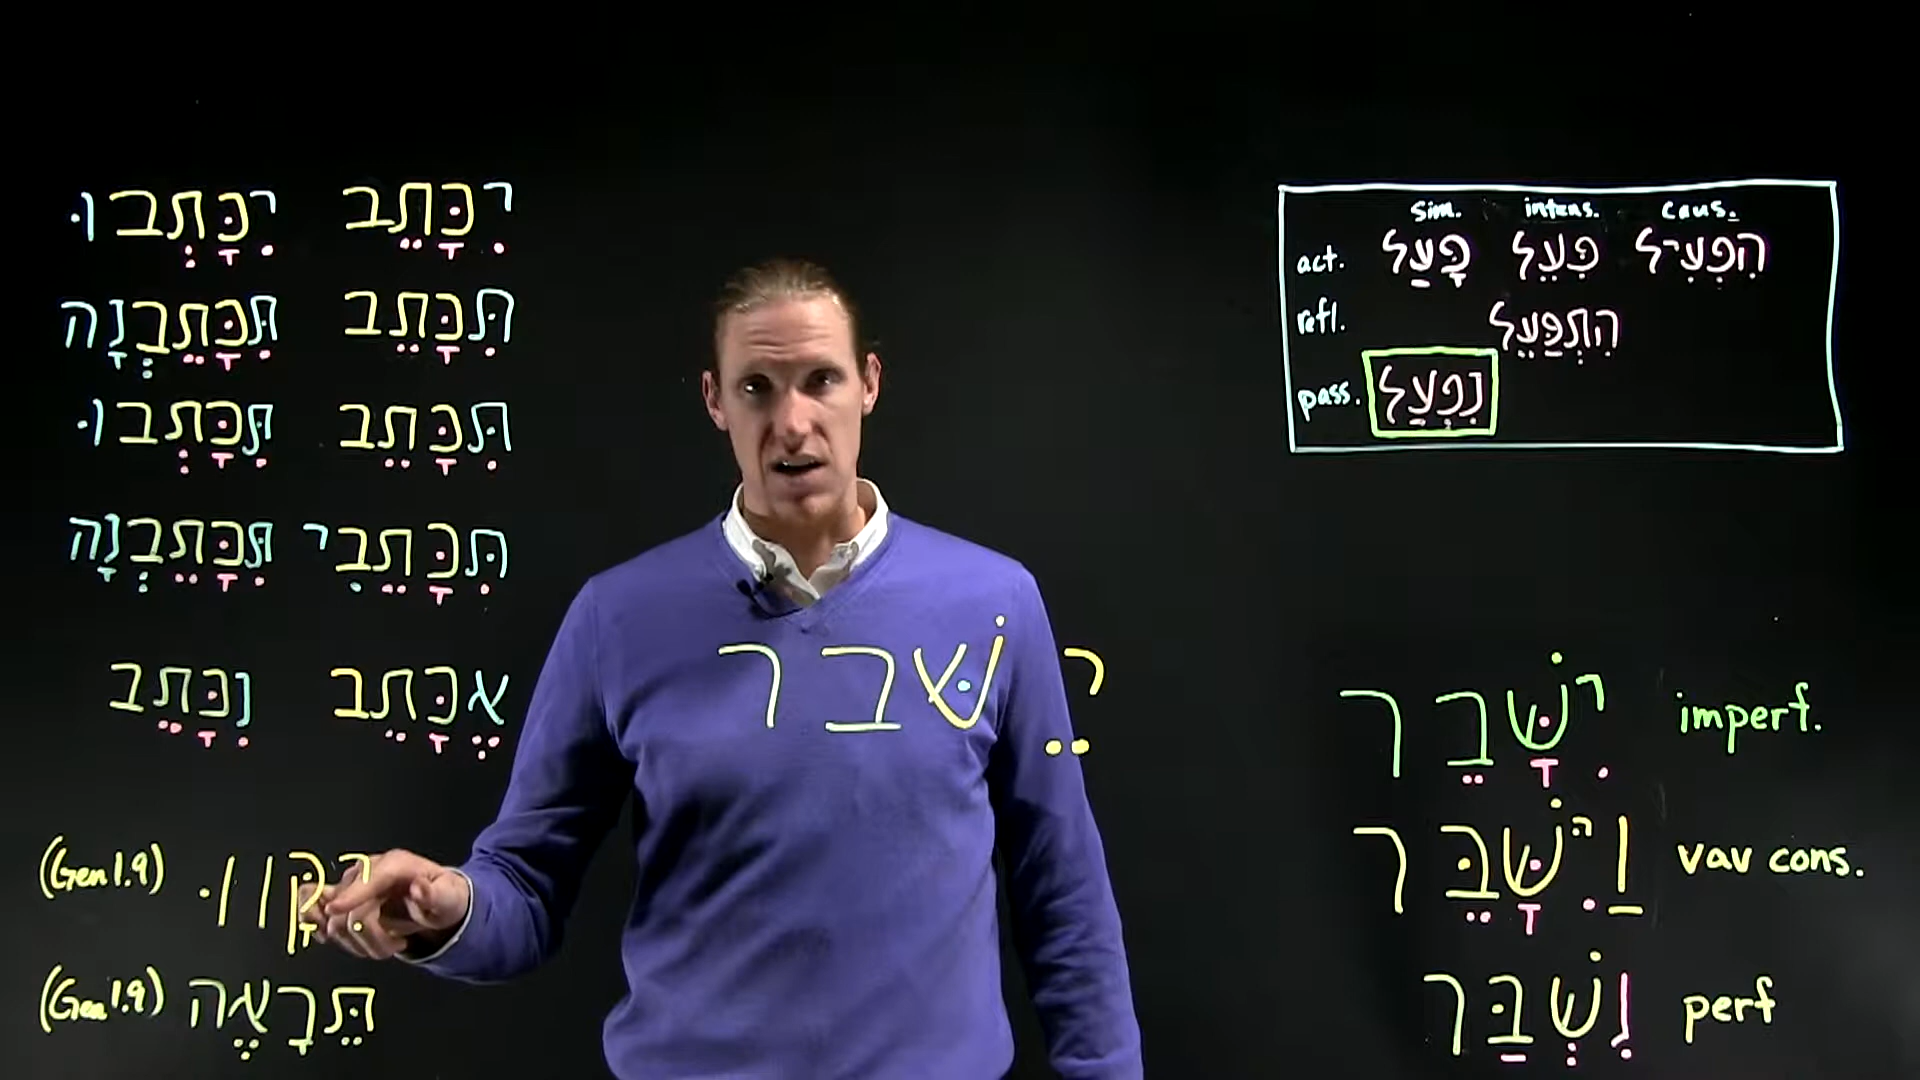 יִכָּתֵב יִכָּתְבוּ
תִּכָּתֵב תִּכָּתֵבְנָה
תִּכָּתֵב תִּכָּתְבוּ
תִּכָּתְבִי תִּכָּתֵבְנָה
אֶכָּתֵב נִכָּתֵב
(Gen 1.9)
(Gen 1.9) תֵּרָאֶה
sim. intens. caus.
act. פָּעַל פִּעֵל הִפְעִיל
refl. הִתְפַּעֵל
pass. נִפְעַל
יֵ שּׁבר
יִשָּׁבֵר imperf.
וַיִּשָּׁבֵּר vav cons.
נִשְׁבַּר perf